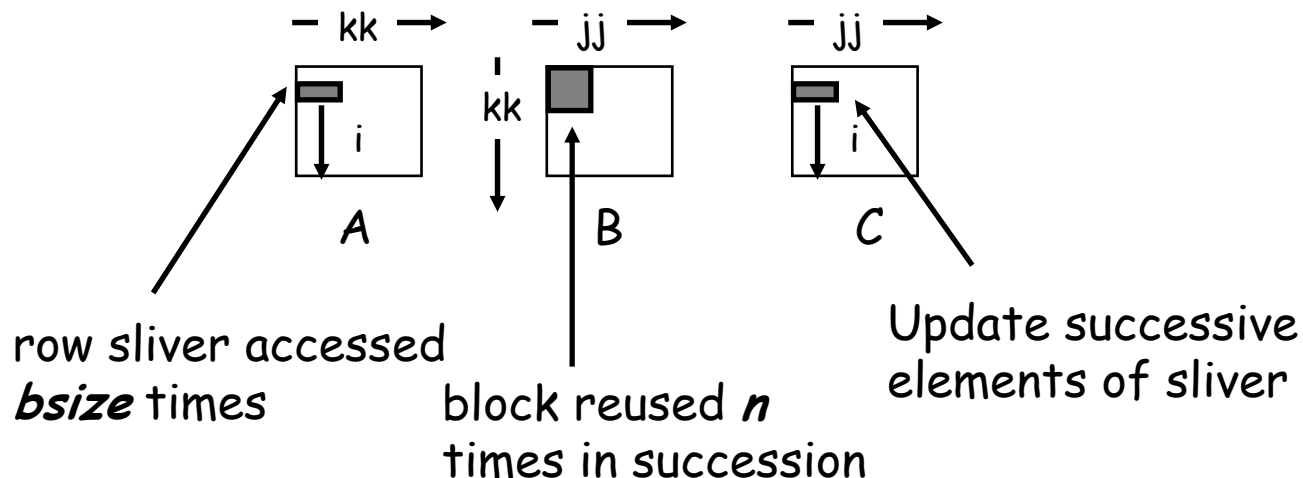 kk
jj
jj
kk
i
i
A
B
C
row sliver accessed
bsize times
block reused n
times in succession
Update successive
elements of sliver